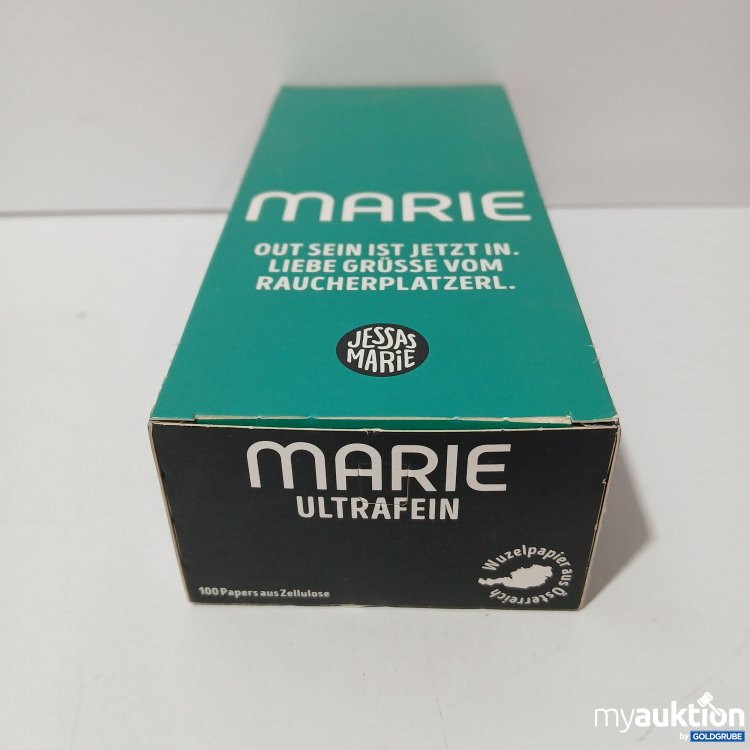 MARIE
OUT SEIN IST JETZT IN.
LIEBE GRÜSSE VOM
RAUCHERPLATZERL.
JESSAS
MARIE
MARIE
ULTRAFEIN
100 Papers aus Zellulose
Wuzelpapier aus Österreich
myauktion
by GOLDGRUBE